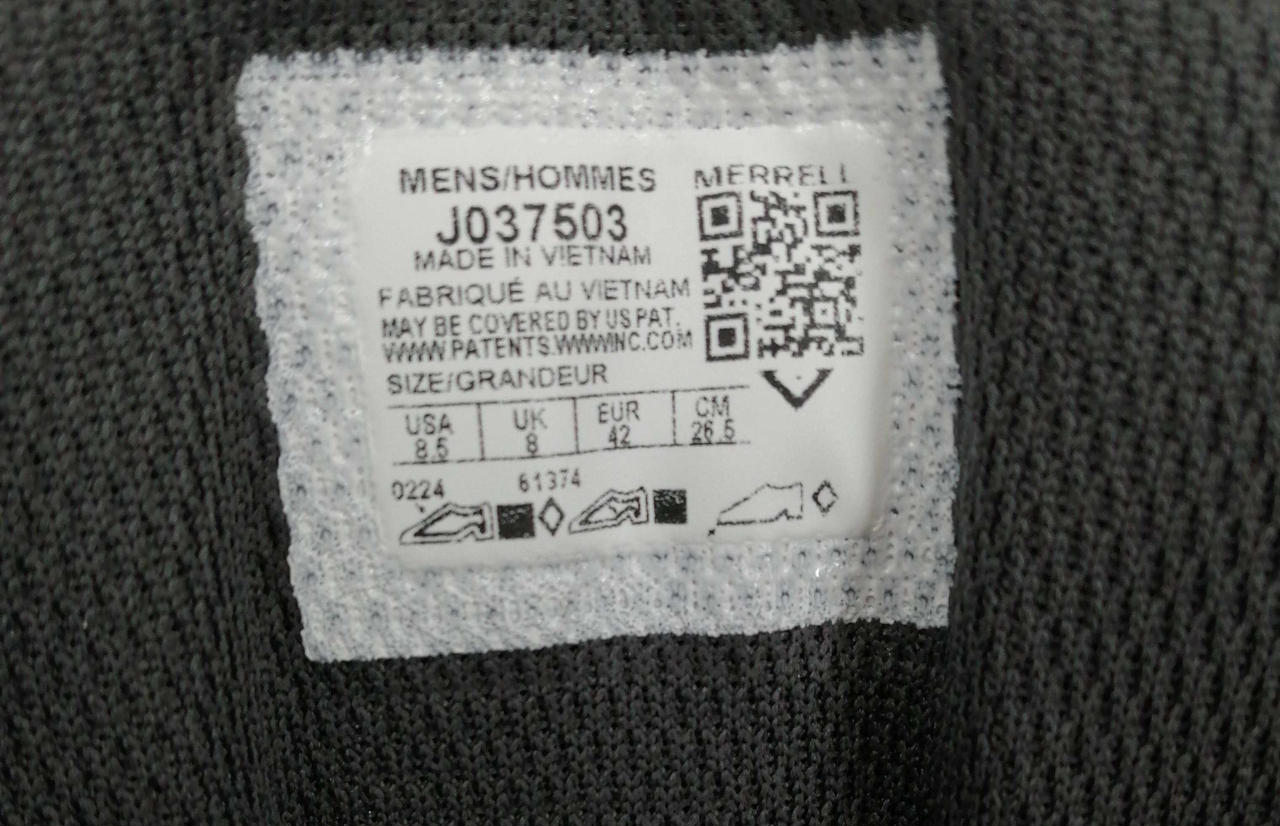 MENS/HOMMES
MERRELL
J037503
MADE IN VIETNAM
FABRIQUÉ AU VIETNAM
MAY BE COVERED BY US PAT.
WWW.PATENTS.WWWINC.COM
SIZE/GRANDEUR
USA UK EUR CM
8.5 8 42 26.5
0224 61374